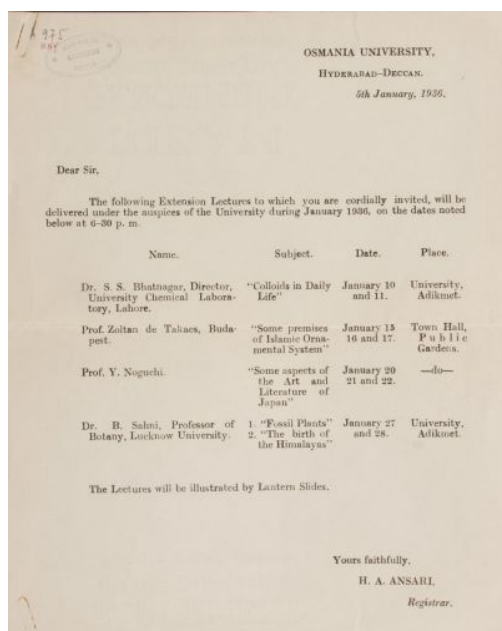 975
OSMANIA UNIVERSITY,
HYDERABAD-DECCAN.
5th January, 1936.
Dear Sir,
The following Extension Lectures to which you are cordially invited, will be
delivered under the auspices of the University during January 1936, on the dates noted
below at 6-30 p. m.
Name. Subject. Date. Place.
Dr. S. S. Bhatnagar, Director, "Colloids in Daily January 10 University,
University Chemical Labora- Life" and 11. Adikmet.
tory, Lahore.
Prof. Zoltan de Takacs, Buda- "Some premises January 15 Town Hall,
pest. of Islamic Orna- 16 and 17. Public
mental System" Gardens.
Prof. Y. Noguchi. "Some aspects of January 20 —do—
the Art and 21 and 22.
Literature of
Japan"
Dr. B. Sahni, Professor of 1. "Fossil Plants" January 27 University,
Botany, Lucknow University. 2. "The birth of and 28. Adikmet.
the Himalayas"
The Lectures will be illustrated by Lantern Slides.
Yours faithfully,
H. A. ANSARI,
Registrar.